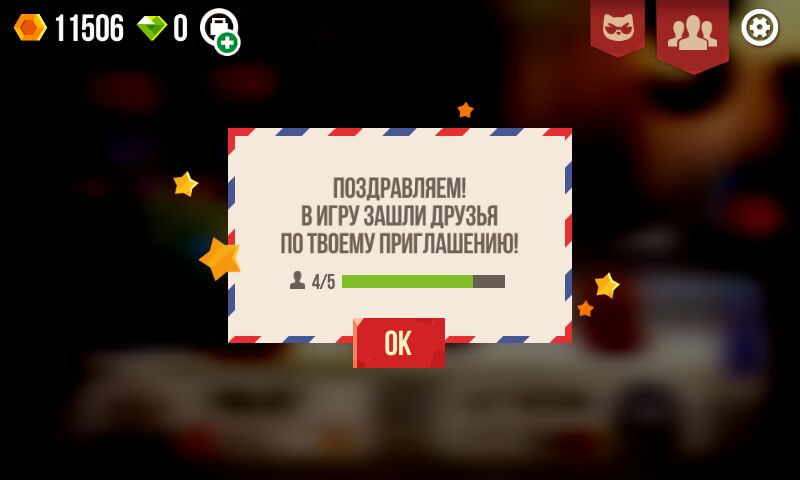 11506 0
ПОЗДРАВЛЯЕМ!
В ИГРУ ЗАШЛИ ДРУЗЬЯ
ПО ТВОЕМУ ПРИГЛАШЕНИЮ!
4/5
OK